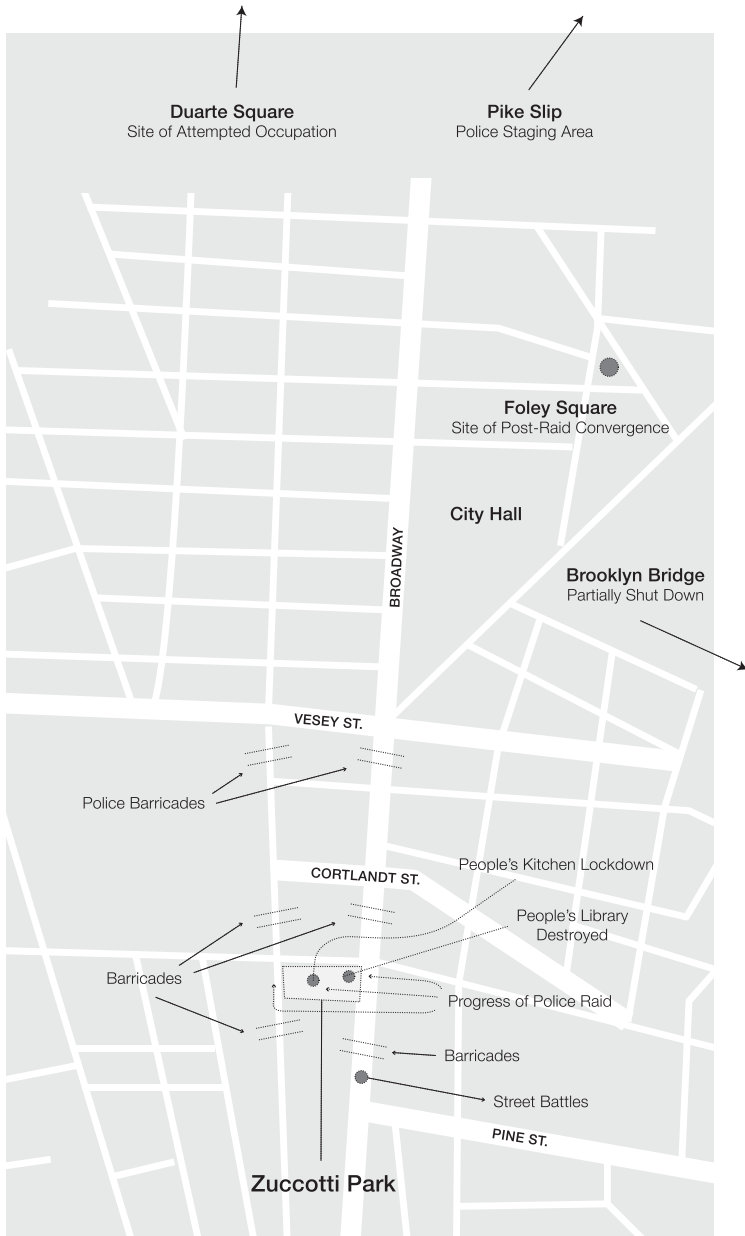 Duarte Square
Site of Attempted Occupation
Pike Slip
Police Staging Area
Foley Square
Site of Post-Raid Convergence
City Hall
BROADWAY
Brooklyn Bridge
Partially Shut Down
VESEY ST.
Police Barricades
People’s Kitchen Lockdown
CORTLANDT ST.
People’s Library
Destroyed
Barricades
Progress of Police Raid
Barricades
Street Battles
PINE ST.
Zuccotti Park